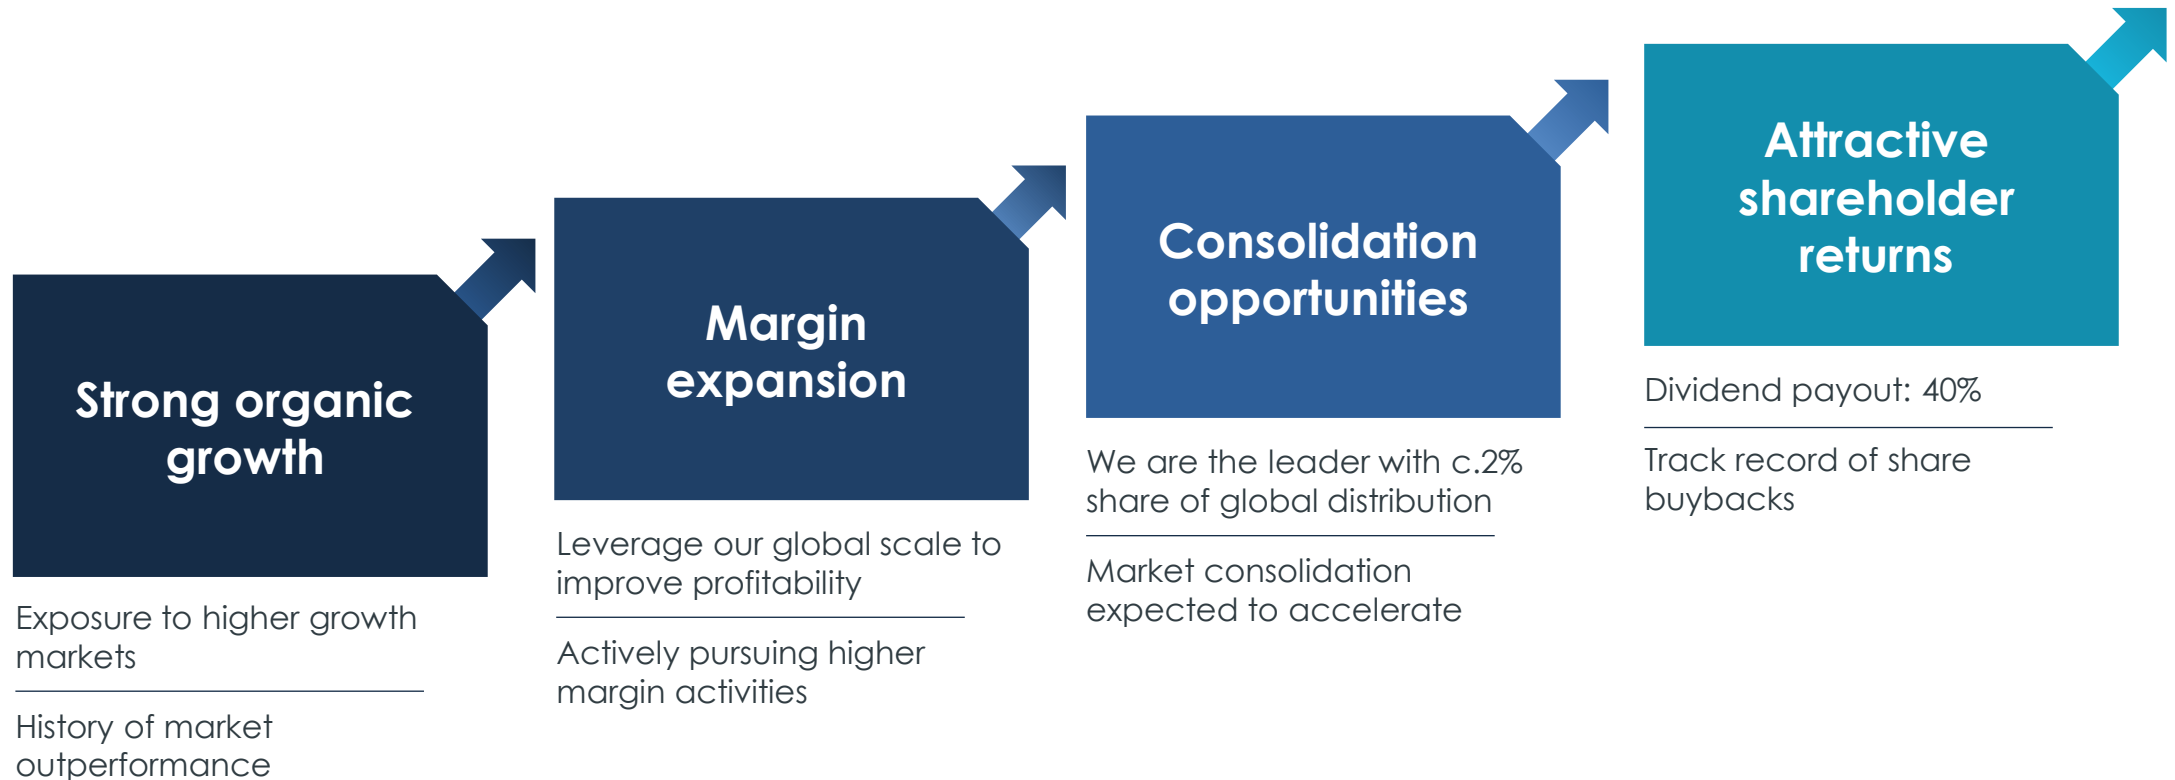 Strong organic
growth
Exposure to higher growth
markets
History of market
outperformance
Margin
expansion
Leverage our global scale to
improve profitability
Actively pursuing higher
margin activities
Consolidation
opportunities
We are the leader with c.2%
share of global distribution
Market consolidation
expected to accelerate
Attractive
shareholder
returns
Dividend payout: 40%
Track record of share
buybacks